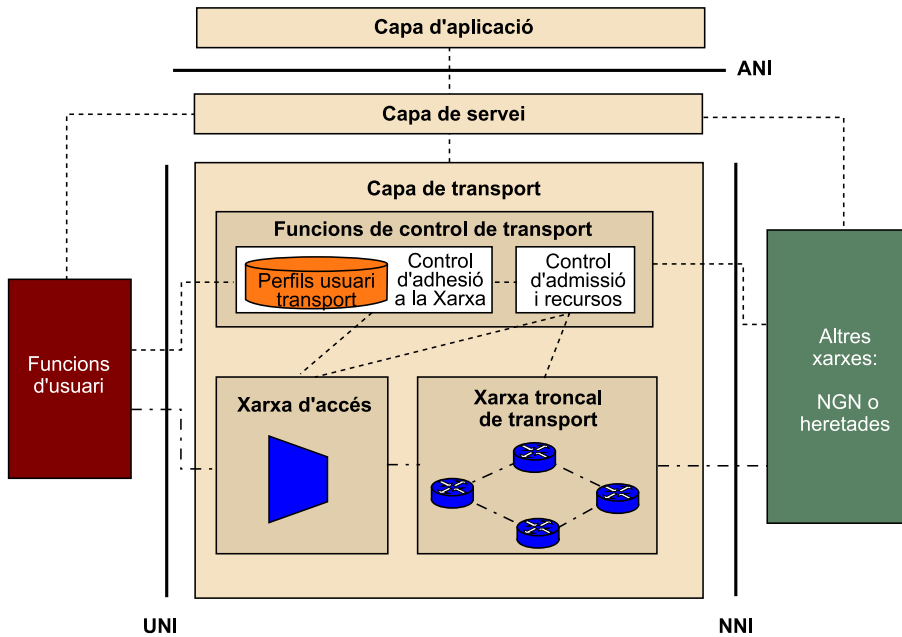 Capa d'aplicació
ANI
Capa de servei
Capa de transport
Funcions de control de transport
Perfils usuari
transport
Control
d'adhesió
a la Xarxa
Control
d'admissió
i recursos
Funcions
d'usuari
Altres
xarxes:
NGN o
heretades
Xarxa d'accés
Xarxa troncal
de transport
UNI
NNI